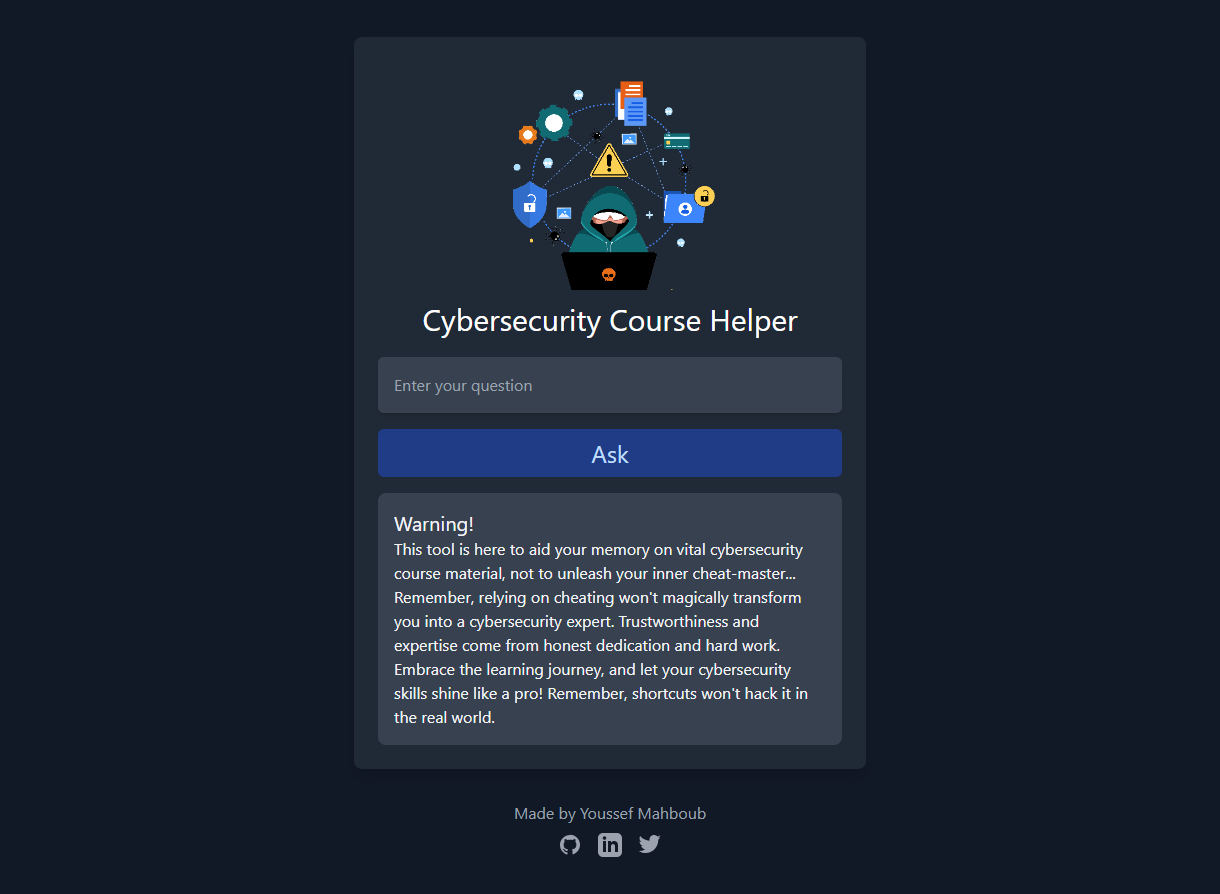 Cybersecurity Course Helper
Enter your question
Ask
Warning!
This tool is here to aid your memory on vital cybersecurity
course material, not to unleash your inner cheat-master...
Remember, relying on cheating won't magically transform
you into a cybersecurity expert. Trustworthiness and
expertise come from honest dedication and hard work.
Embrace the learning journey, and let your cybersecurity
skills shine like a pro! Remember, shortcuts won't hack it in
the real world.
Made by Youssef Mahboub
in